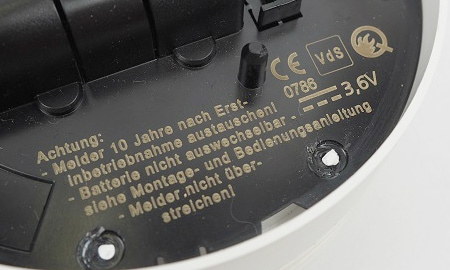 CE VdS Q
0786 3,6V
Achtung:
- Melder 10 Jahre nach Erst-
inbetriebnahme austauschen!
- Batterie nicht auswechselbar -
siehe Montage- und Bedienungsanleitung
- Melder nicht über-
streichen!